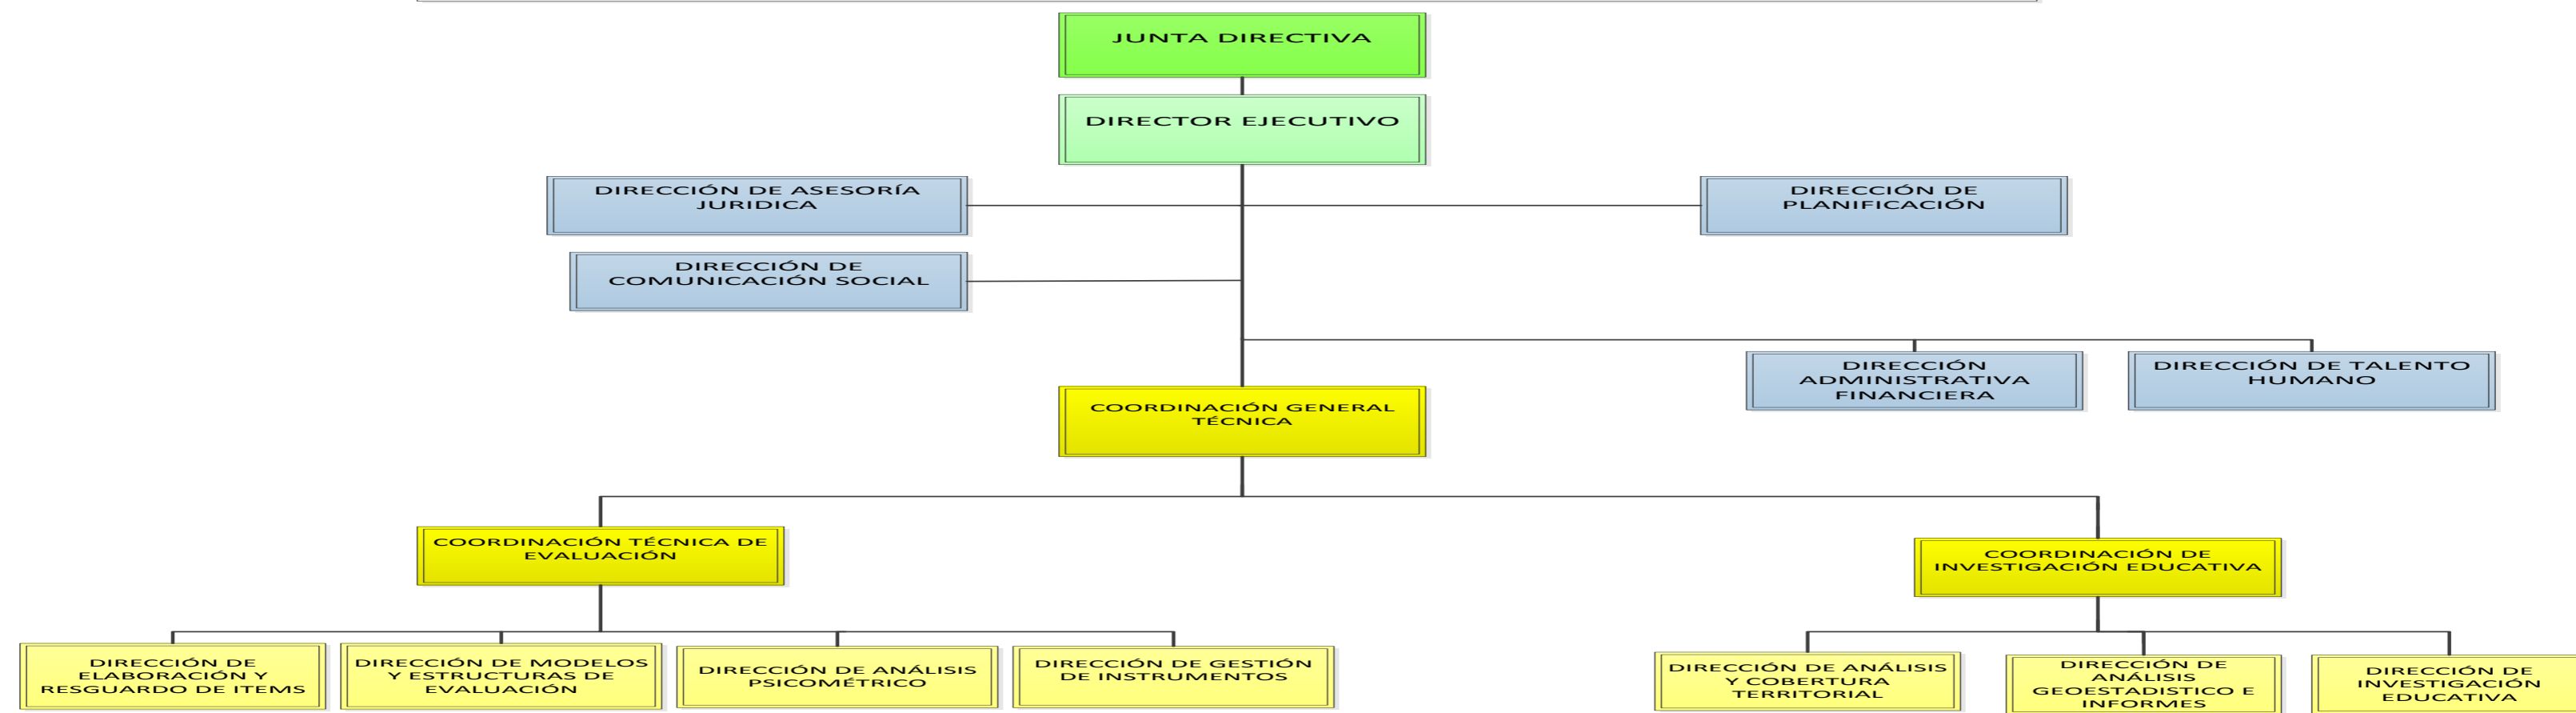 JUNTA DIRECTIVA
DIRECTOR EJECUTIVO
DIRECCIÓN DE ASESORÍA
JURIDICA
DIRECCIÓN DE
PLANIFICACIÓN
DIRECCIÓN DE
COMUNICACIÓN SOCIAL
DIRECCIÓN
ADMINISTRATIVA
FINANCIERA
DIRECCIÓN DE TALENTO
HUMANO
COORDINACIÓN GENERAL
TÉCNICA
COORDINACIÓN TÉCNICA DE
EVALUACIÓN
COORDINACIÓN DE
INVESTIGACIÓN EDUCATIVA
DIRECCIÓN DE
ELABORACIÓN Y
RESGUARDO DE ITEMS
DIRECCIÓN DE MODELOS
Y ESTRUCTURAS DE
EVALUACIÓN
DIRECCIÓN DE ANÁLISIS
PSICOMÉTRICO
DIRECCIÓN DE GESTIÓN
DE INSTRUMENTOS
DIRECCIÓN DE ANÁLISIS
Y COBERTURA
TERRITORIAL
DIRECCIÓN DE
ANÁLISIS
GEOESTADISTICO E
INFORMES
DIRECCIÓN DE
INVESTIGACIÓN
EDUCATIVA